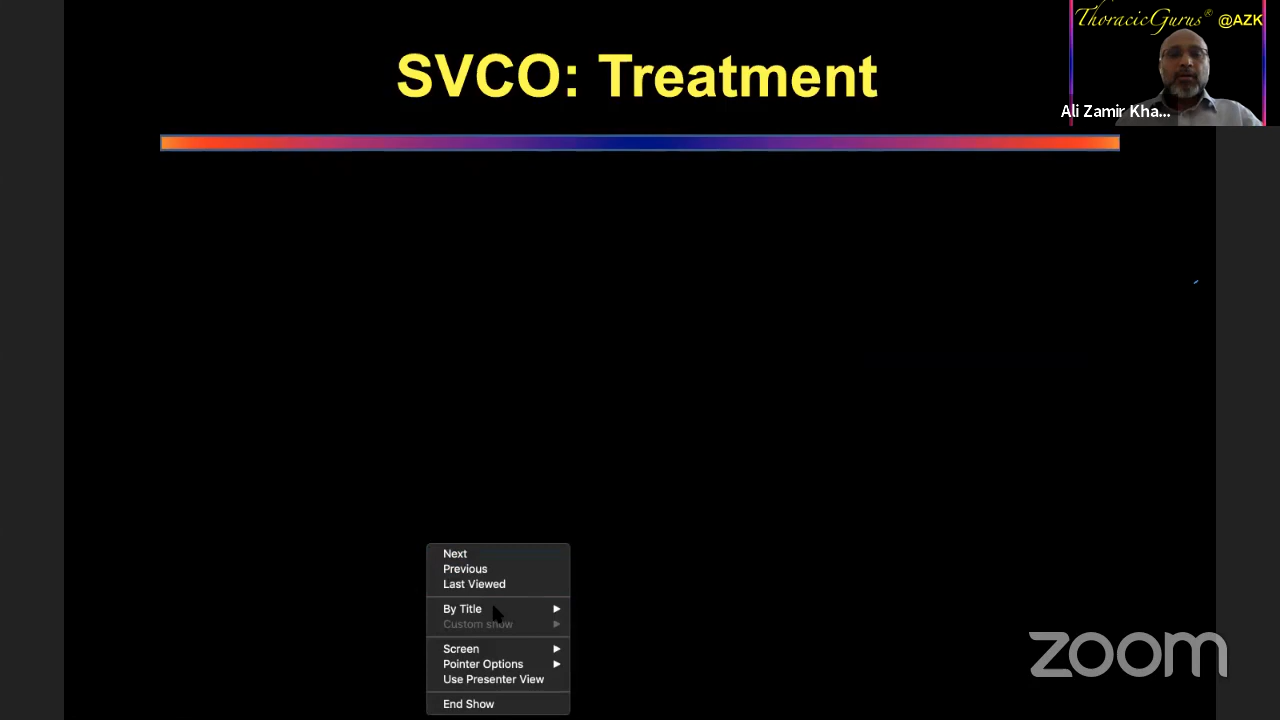 ThoracicGurus® @AZK
SVCO: Treatment
Ali Zamir Kha...
Next
Previous
Last Viewed
By Title
Custom show
Screen
Pointer Options
Use Presenter View
End Show
zoom